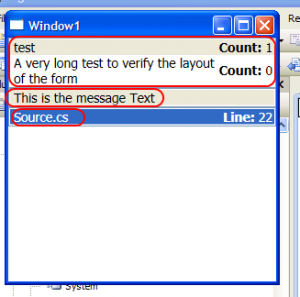 Window1
Re
test Count: 1
A very long test to verify the layout
of the form Count: 0
This is the message Text
Source.cs Line: 22
System